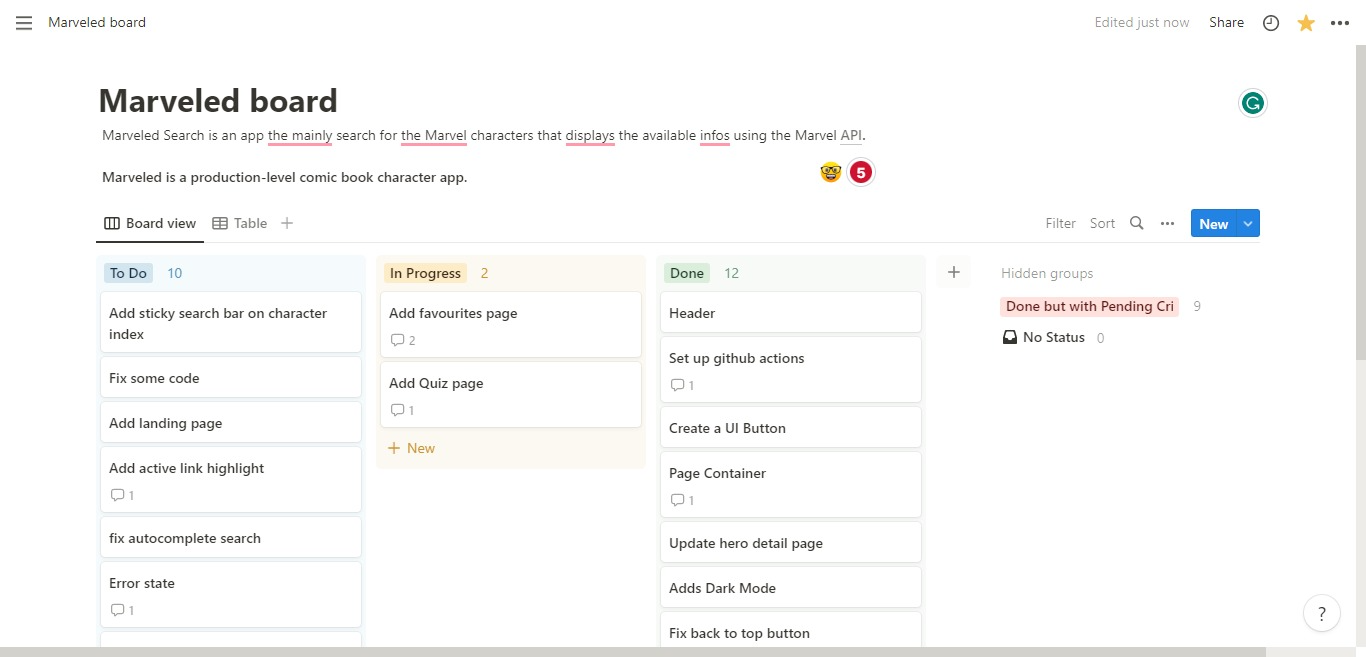 Marveled board
Edited just now
Share
Marveled board
Marveled Search is an app the mainly search for the Marvel characters that displays the available infos using the Marvel API.
Marveled is a production-level comic book character app.
5
Board view
Table
Filter
Sort
New
To Do 10
Add sticky search bar on character
index
Fix some code
Add landing page
Add active link highlight
1
fix autocomplete search
Error state
1
In Progress 2
Add favourites page
2
Add Quiz page
1
+ New
Done 12
Header
Set up github actions
1
Create a UI Button
Page Container
1
Update hero detail page
Adds Dark Mode
Fix back to top button
Hidden groups
Done but with Pending Cri 9
No Status 0
?